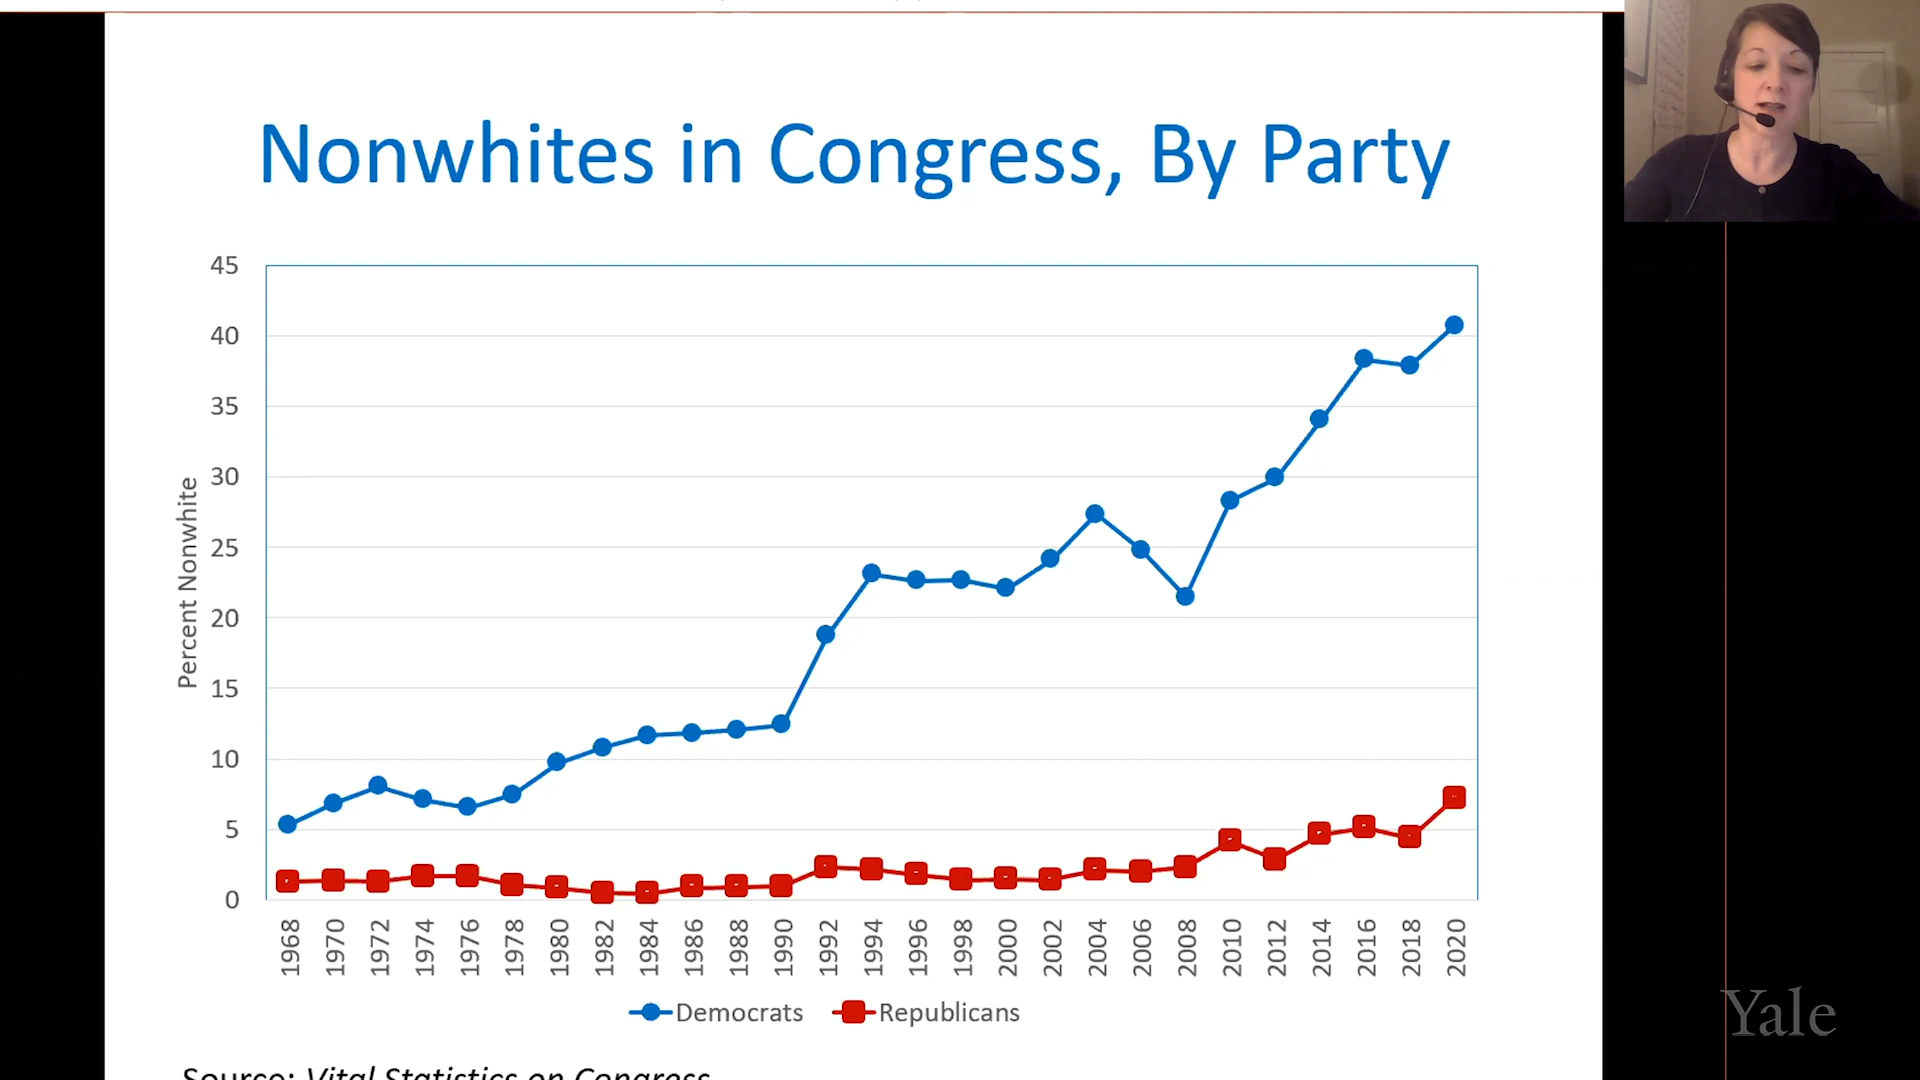 Nonwhites in Congress, By Party
Percent Nonwhite
45
40
35
30
25
20
15
10
5
0
1968 1970 1972 1974 1976 1978 1980 1982 1984 1986 1988 1990 1992 1994 1996 1998 2000 2002 2004 2006 2008 2010 2012 2014 2016 2018 2020
Democrats Republicans
Source: Vital Statistics on Congress
Yale